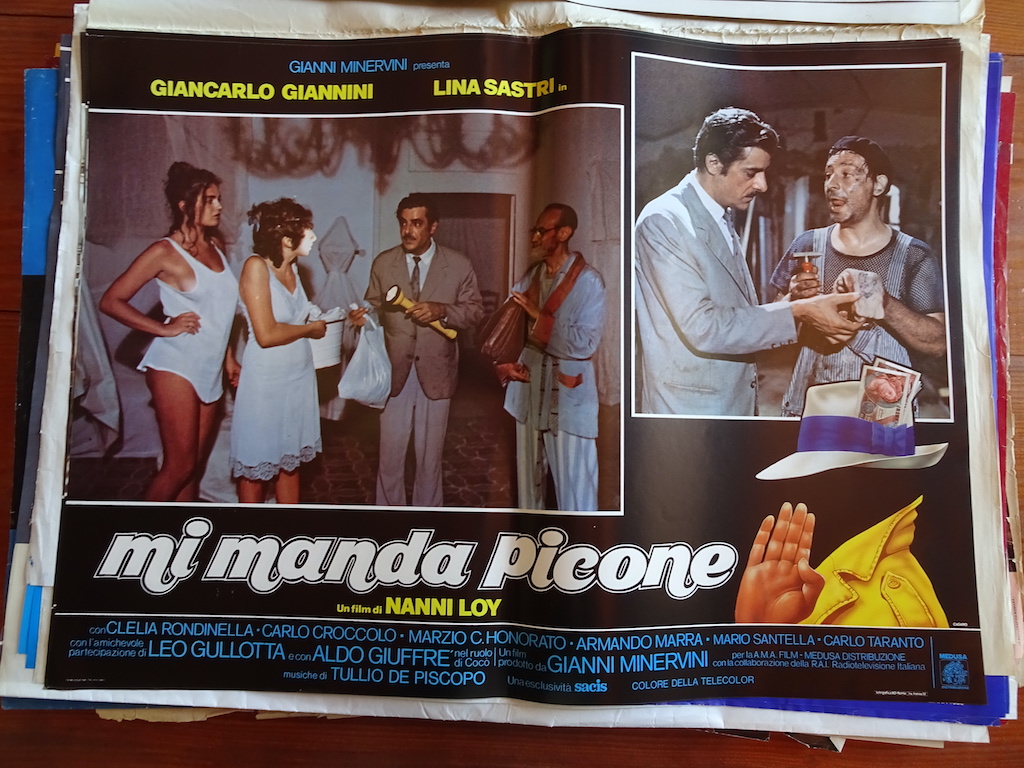 GIANNI MINERVINI presenta
GIANCARLO GIANNINI LINA SASTRI in
mi manda picone
Un film di NANNI LOY
con CLELIA RONDINELLA · CARLO CROCCOLO · MARZIO C. HONORATO · ARMANDO MARRA · MARIO SANTELLA · CARLO TARANTO
con l'amichevole partecipazione di LEO GULLOTTA e con ALDO GIUFFRE' nel ruolo di Cocò Un film prodotto da GIANNI MINERVINI per la A.M.A. FILM - MEDUSA DISTRIBUZIONE con la collaborazione della R.A.I. Radiotelevisione Italiana
musiche di TULLIO DE PISCOPO Una esclusività sacis COLORE DELLA TELECOLOR
MEDUSA